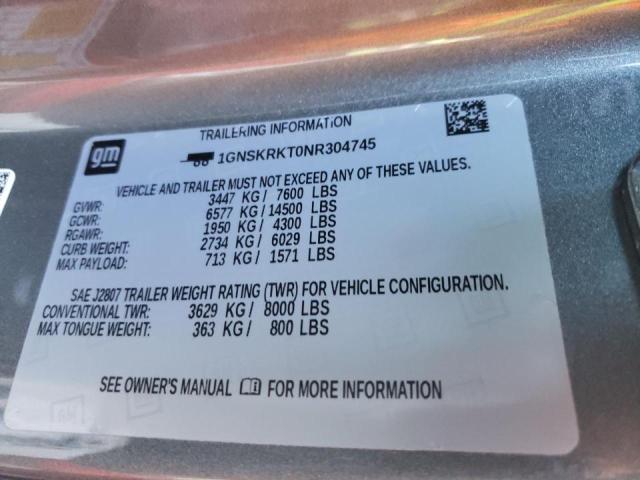 gm
TRAILERING INFORMATION
1GNSKRKT0NR304745
VEHICLE AND TRAILER MUST NOT EXCEED ANY OF THESE VALUES.
GVWR: 3447 KG / 7600 LBS
GCWR: 6577 KG / 14500 LBS
RGAWR: 1950 KG / 4300 LBS
CURB WEIGHT: 2734 KG / 6029 LBS
MAX PAYLOAD: 713 KG / 1571 LBS
SAE J2807 TRAILER WEIGHT RATING (TWR) FOR VEHICLE CONFIGURATION.
CONVENTIONAL TWR: 3629 KG / 8000 LBS
MAX TONGUE WEIGHT: 363 KG / 800 LBS
SEE OWNER'S MANUAL FOR MORE INFORMATION